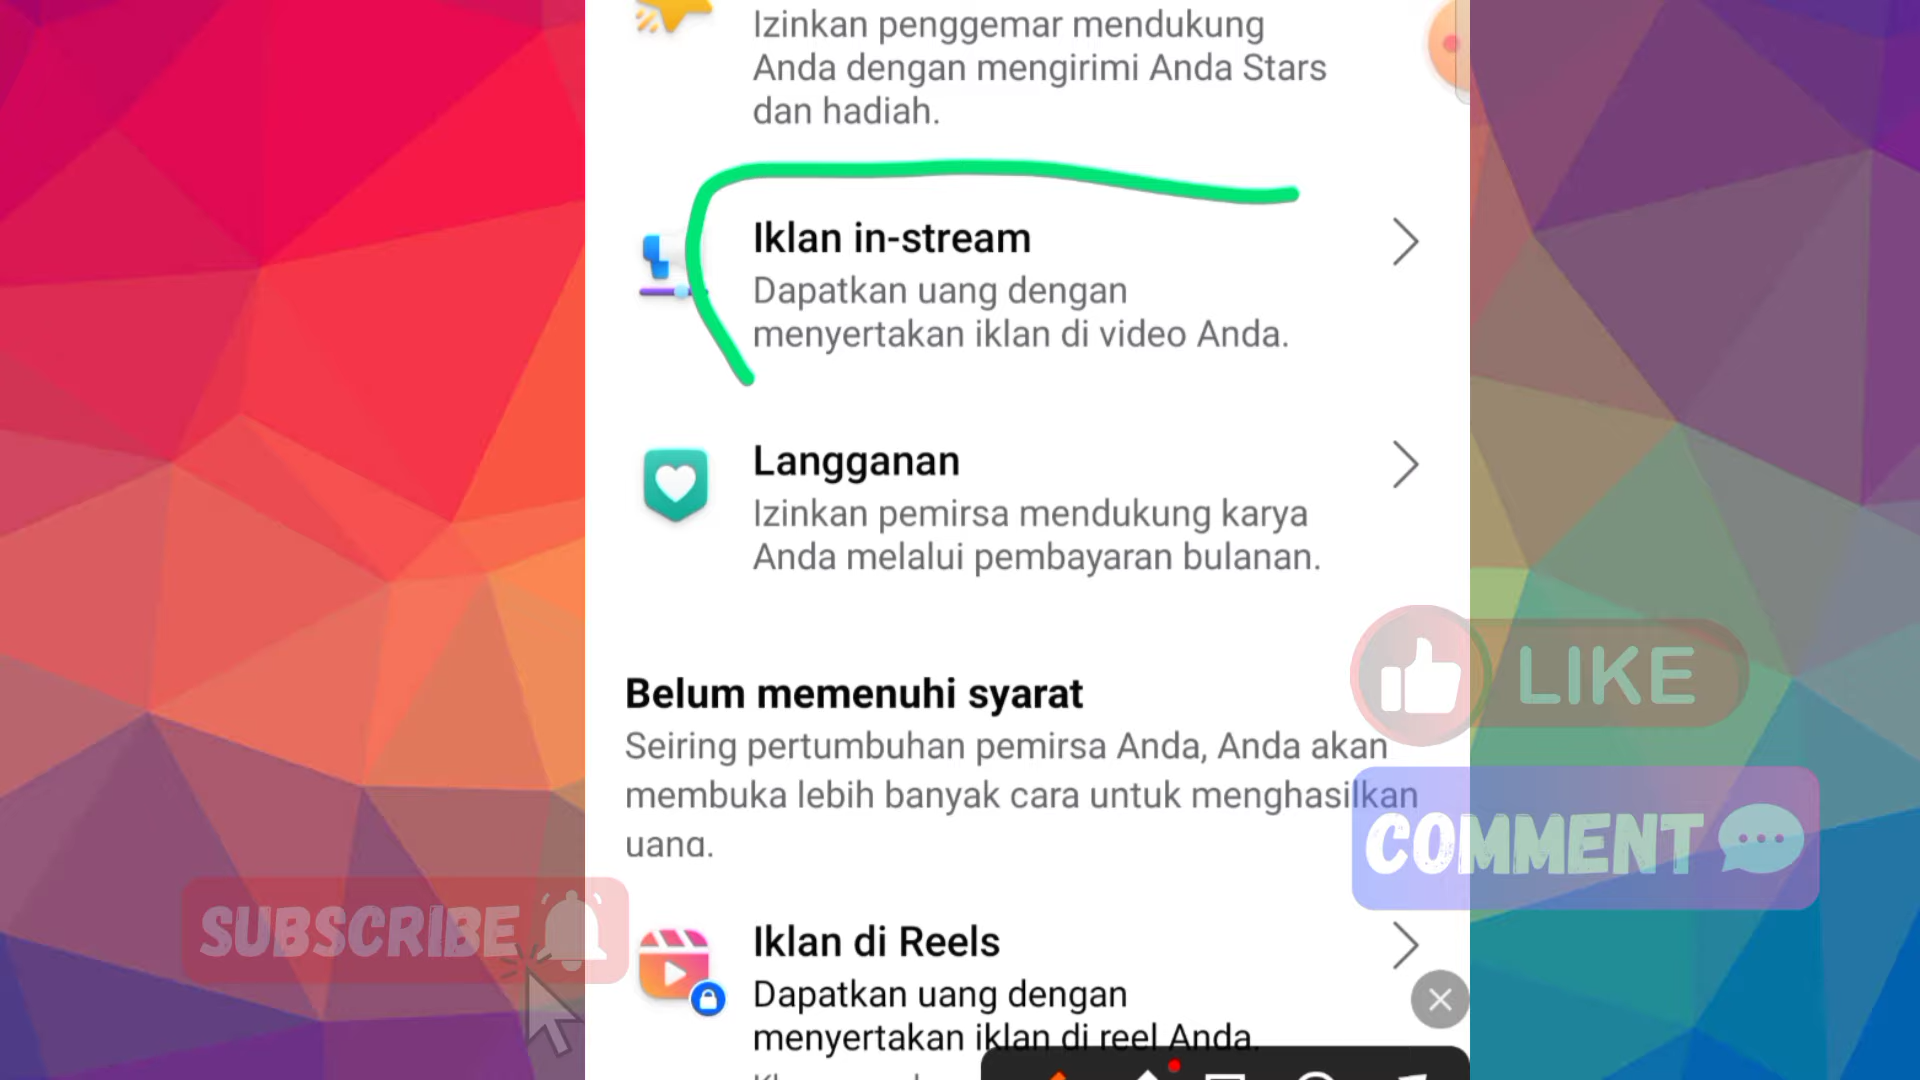 Izinkan penggemar mendukung
Anda dengan mengirimi Anda Stars
dan hadiah.
Iklan in-stream
Dapatkan uang dengan
menyertakan iklan di video Anda.
Langganan
Izinkan pemirsa mendukung karya
Anda melalui pembayaran bulanan.
Belum memenuhi syarat
Seiring pertumbuhan pemirsa Anda, Anda akan
membuka lebih banyak cara untuk menghasilkan
uang.
LIKE
COMMENT
SUBSCRIBE
Iklan di Reels
Dapatkan uang dengan
menyertakan iklan di reel Anda.